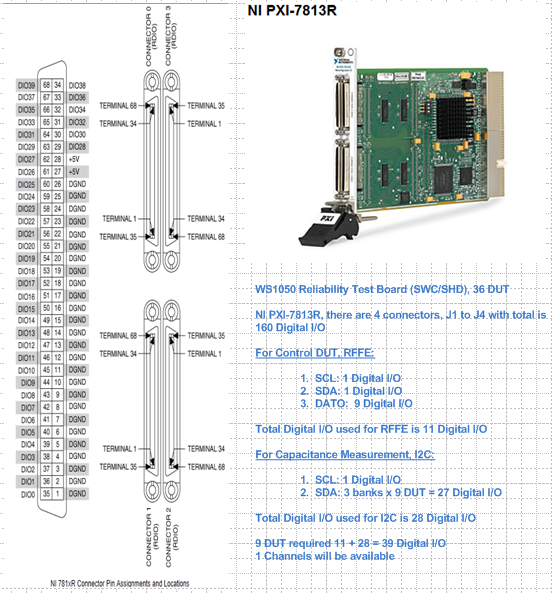 NI PXI-7813R
CONNECTOR 0
(RDIO)
CONNECTOR 3
(RDIO)
DIO39 68 34 DIO38
DIO37 67 33 DIO36
DIO35 66 32 DIO34
DIO33 65 31 DIO32
DIO31 64 30 DIO30
DIO29 63 29 DIO28
DIO27 62 28 +5V
DIO26 61 27 +5V
DIO25 60 26 DGND
DIO24 59 25 DGND
DIO23 58 24 DGND
DIO22 57 23 DGND
DIO21 56 22 DGND
DIO20 55 21 DGND
DIO19 54 20 DGND
DIO18 53 19 DGND
DIO17 52 18 DGND
DIO16 51 17 DGND
DIO15 50 16 DGND
DIO14 49 15 DGND
DIO13 48 14 DGND
DIO12 47 13 DGND
DIO11 46 12 DGND
DIO10 45 11 DGND
DIO9 44 10 DGND
DIO8 43 9 DGND
DIO7 42 8 DGND
DIO6 41 7 DGND
DIO5 40 6 DGND
DIO4 39 5 DGND
DIO3 38 4 DGND
DIO2 37 3 DGND
DIO1 36 2 DGND
DIO0 35 1 DGND
TERMINAL 68
TERMINAL 35
TERMINAL 34
TERMINAL 1
TERMINAL 1
TERMINAL 34
TERMINAL 35
TERMINAL 68
TERMINAL 68
TERMINAL 35
TERMINAL 34
TERMINAL 1
TERMINAL 1
TERMINAL 34
TERMINAL 35
TERMINAL 68
CONNECTOR 1
(RDIO)
CONNECTOR 2
(RDIO)
NI 781xR Connector Pin Assignments and Locations
PXI
WS1050 Reliability Test Board (SWC/SHD), 36 DUT
NI PXI-7813R, there are 4 connectors, J1 to J4 with total is
160 Digital I/O
For Control DUT, RFFE:
1. SCL: 1 Digital I/O
2. SDA: 1 Digital I/O
3. DATO: 9 Digital I/O
Total Digital I/O used for RFFE is 11 Digital I/O
For Capacitance Measurement, I2C:
1. SCL: 1 Digital I/O
2. SDA: 3 banks x 9 DUT = 27 Digital I/O
Total Digital I/O used for I2C is 28 Digital I/O
9 DUT required 11 + 28 = 39 Digital I/O
1 Channels will be available